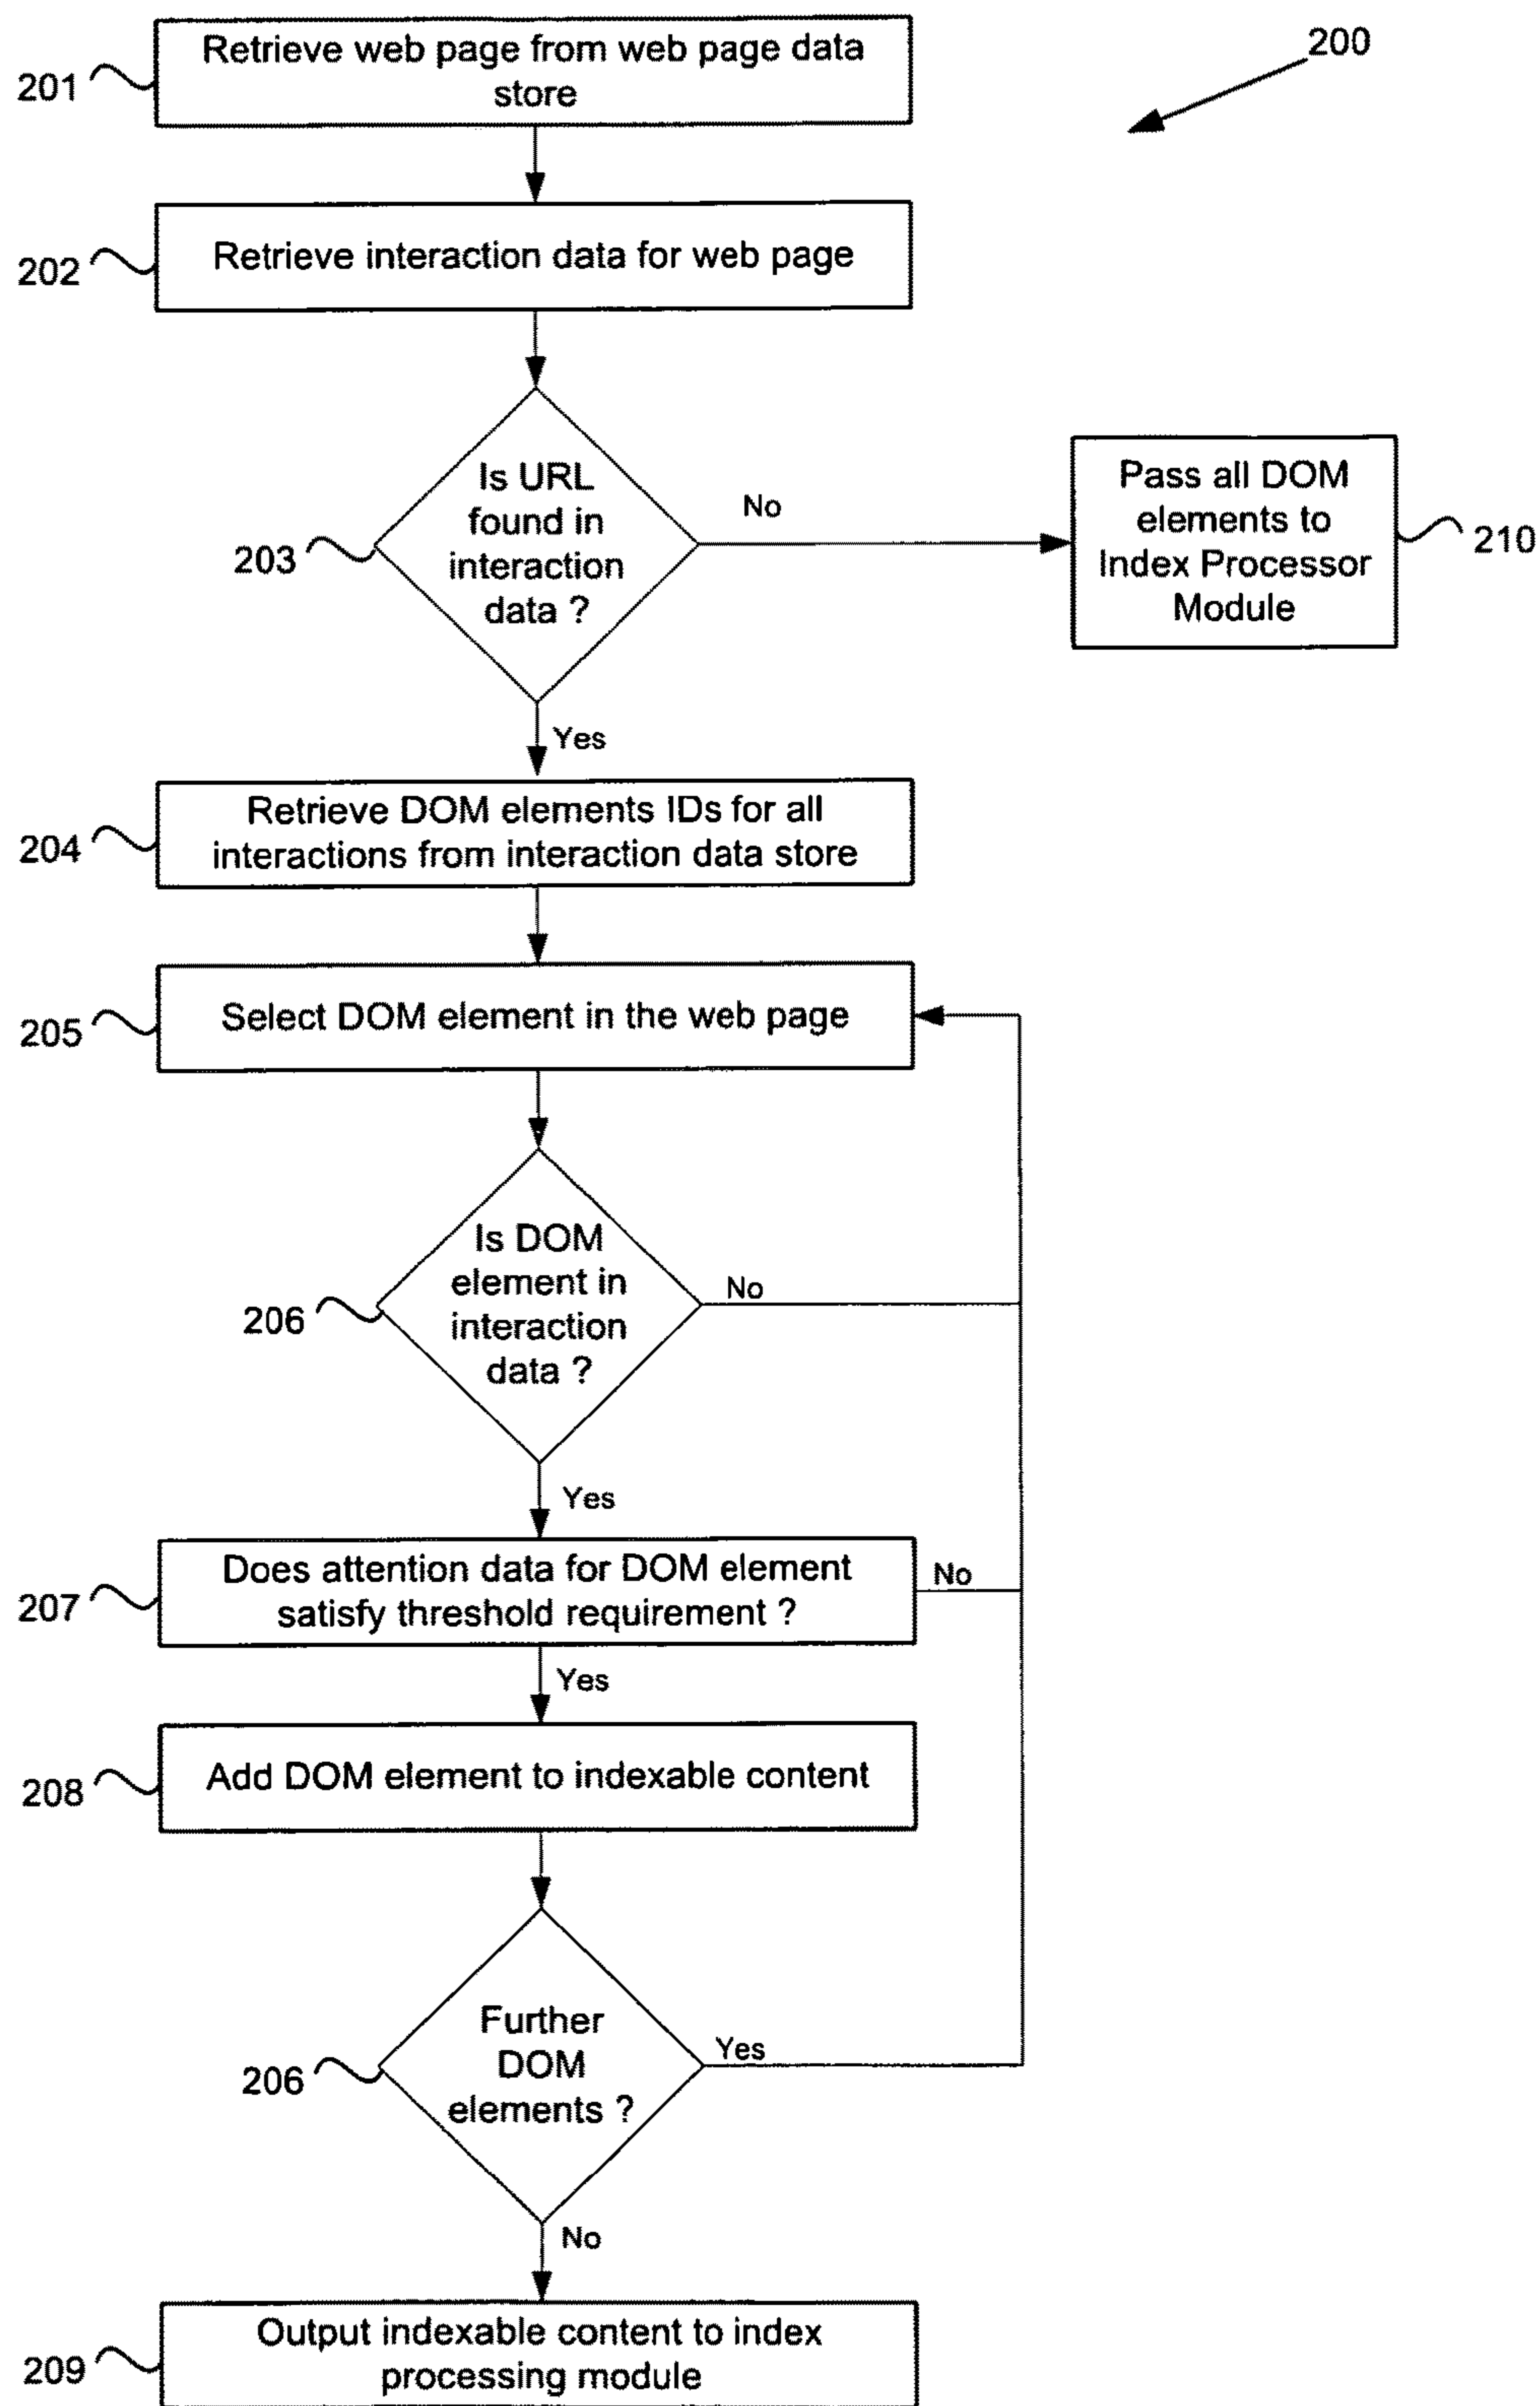 200
201
Retrieve web page from web page data
store
202
Retrieve interaction data for web page
203
Is URL
found in
interaction
data ?
No
Pass all DOM
elements to
Index Processor
Module
210
Yes
204
Retrieve DOM elements IDs for all
interactions from interaction data store
205
Select DOM element in the web page
206
Is DOM
element in
interaction
data ?
No
Yes
207
Does attention data for DOM element
satisfy threshold requirement ?
No
Yes
208
Add DOM element to indexable content
206
Further
DOM
elements ?
Yes
No
209
Output indexable content to index
processing module